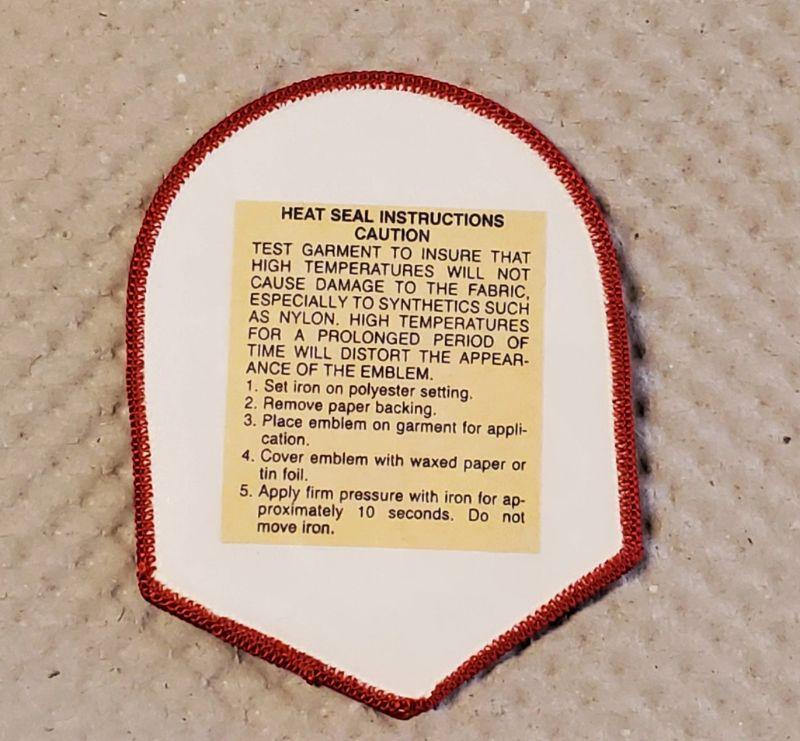 HEAT SEAL INSTRUCTIONS
CAUTION
TEST GARMENT TO INSURE THAT
HIGH TEMPERATURES WILL NOT
CAUSE DAMAGE TO THE FABRIC,
ESPECIALLY TO SYNTHETICS SUCH
AS NYLON. HIGH TEMPERATURES
FOR A PROLONGED PERIOD OF
TIME WILL DISTORT THE APPEAR-
ANCE OF THE EMBLEM.
1. Set iron on polyester setting.
2. Remove paper backing.
3. Place emblem on garment for appli-
cation.
4. Cover emblem with waxed paper or
tin foil.
5. Apply firm pressure with iron for ap-
proximately 10 seconds. Do not
move iron.